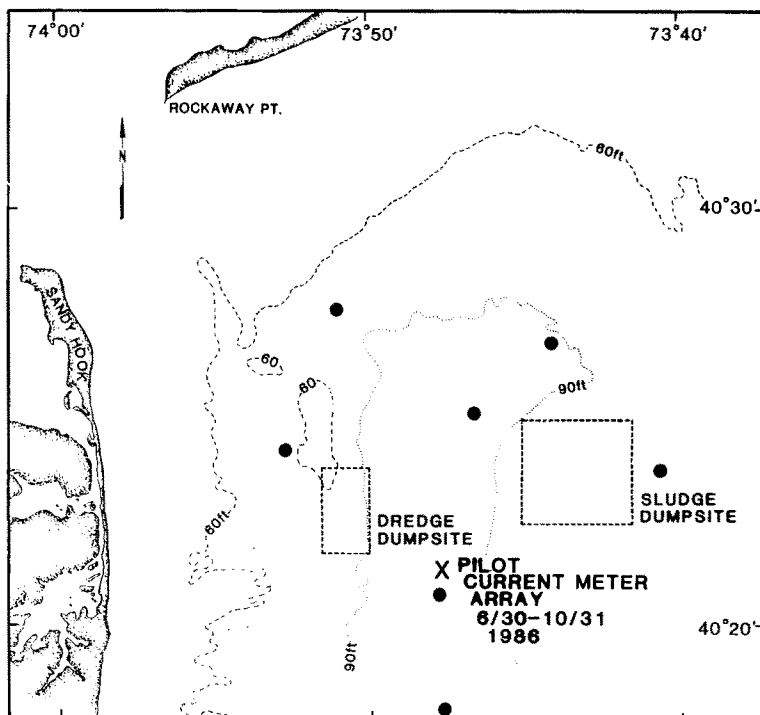 74°00' 73°50' 73°40'
ROCKAWAY PT.
N
60ft
40°30'
SANDY HOOK
60
60
90ft
60ft
DREDGE
DUMPSITE
SLUDGE
DUMPSITE
X PILOT
CURRENT METER
ARRAY
6/30-10/31
1986
40°20'
90ft